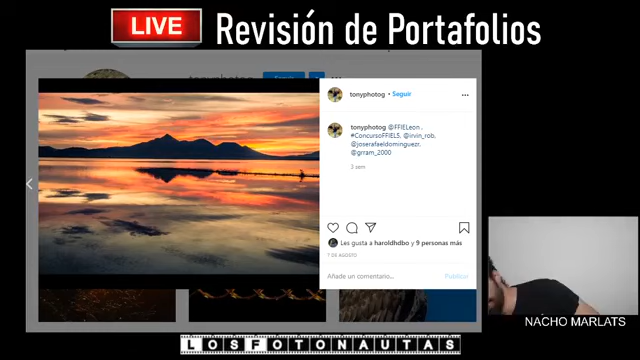 LIVE
Revisión de Portafolios
tonyphotog • Seguir
tonyphotog @FFIELeon ,
#ConcursoFFIEL5, @irvin_rob,
@joserafaeldominguezr,
@grram_2000
3 sem
Les gusta a haroldhdbo y 9 personas más
7 DE AGOSTO
Añade un comentario...
Publicar
NACHO MARLATS
LOSFOTONAUTAS